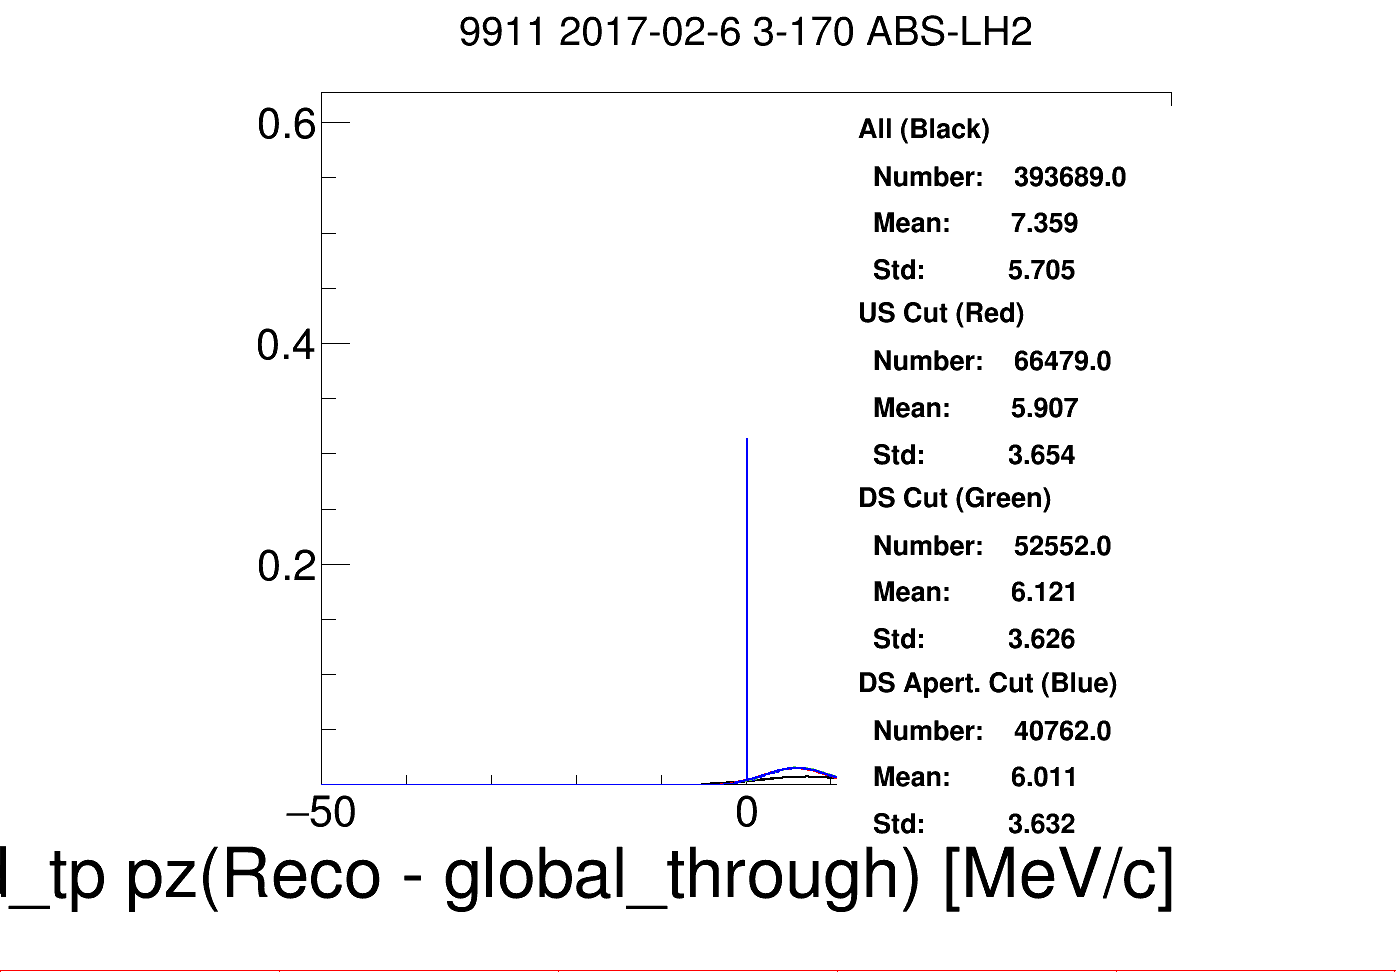 9911 2017-02-6 3-170 ABS-LH2
0.6
0.4
0.2
All (Black)
Number: 393689.0
Mean: 7.359
Std: 5.705
US Cut (Red)
Number: 66479.0
Mean: 5.907
Std: 3.654
DS Cut (Green)
Number: 52552.0
Mean: 6.121
Std: 3.626
DS Apert. Cut (Blue)
Number: 40762.0
Mean: 6.011
Std: 3.632
−50 0
_tp pz(Reco - global_through) [MeV/c]